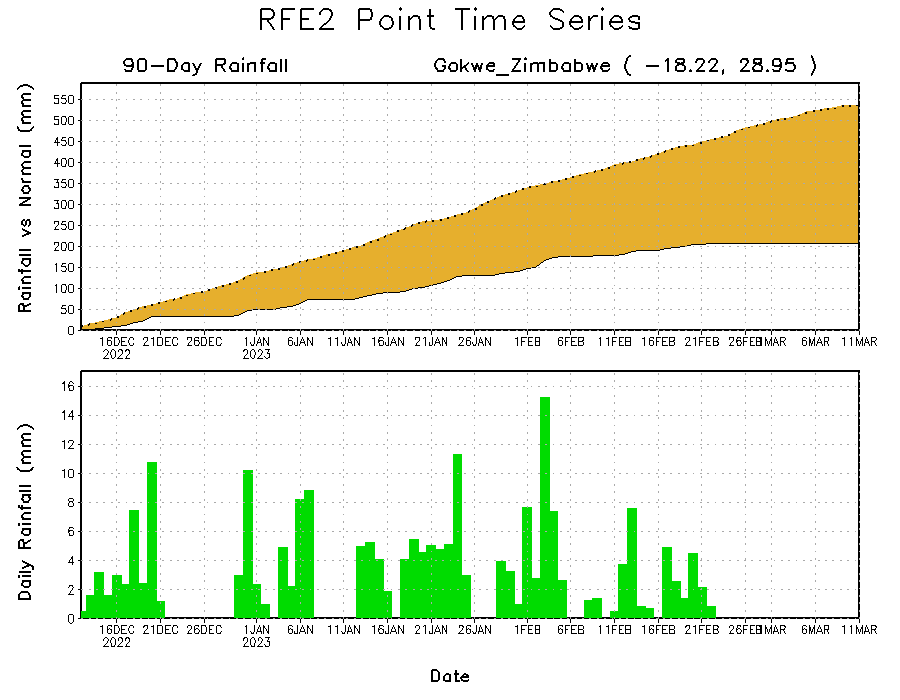 RFE2 Point Time Series
90-Day Rainfall
Gokwe_Zimbabwe ( -18.22, 28.95 )
Rainfall vs Normal (mm)
550
500
450
400
350
300
250
200
150
100
50
0
16DEC 21DEC 26DEC 1JAN 6JAN 11JAN 16JAN 21JAN 26JAN 1FEB 6FEB 11FEB 16FEB 21FEB 26FEB 1MAR 6MAR 11MAR
2022 2023
Daily Rainfall (mm)
16
14
12
10
8
6
4
2
0
16DEC 21DEC 26DEC 1JAN 6JAN 11JAN 16JAN 21JAN 26JAN 1FEB 6FEB 11FEB 16FEB 21FEB 26FEB 1MAR 6MAR 11MAR
2022 2023
Date